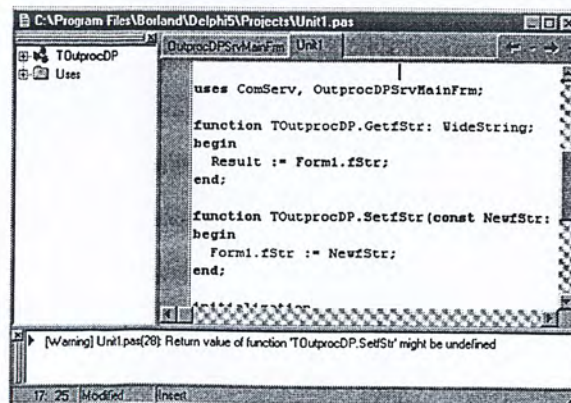 C:\Program Files\Borland\Delphi5\Projects\Unit1.pas
TOutprocDP
Uses
OutprocDPSrvMainFrm Unit1
uses ComServ, OutprocDPSrvMainFrm;
function TOutprocDP.GetfStr: WideString;
begin
Result := Form1.fStr;
end;
function TOutprocDP.SetfStr(const NewfStr:
begin
Form1.fStr := NewfStr;
end;
initialization
[Warning] Unit1.pas(28): Return value of function 'TOutprocDP.SetfStr' might be undefined
17: 25 Modified Insert